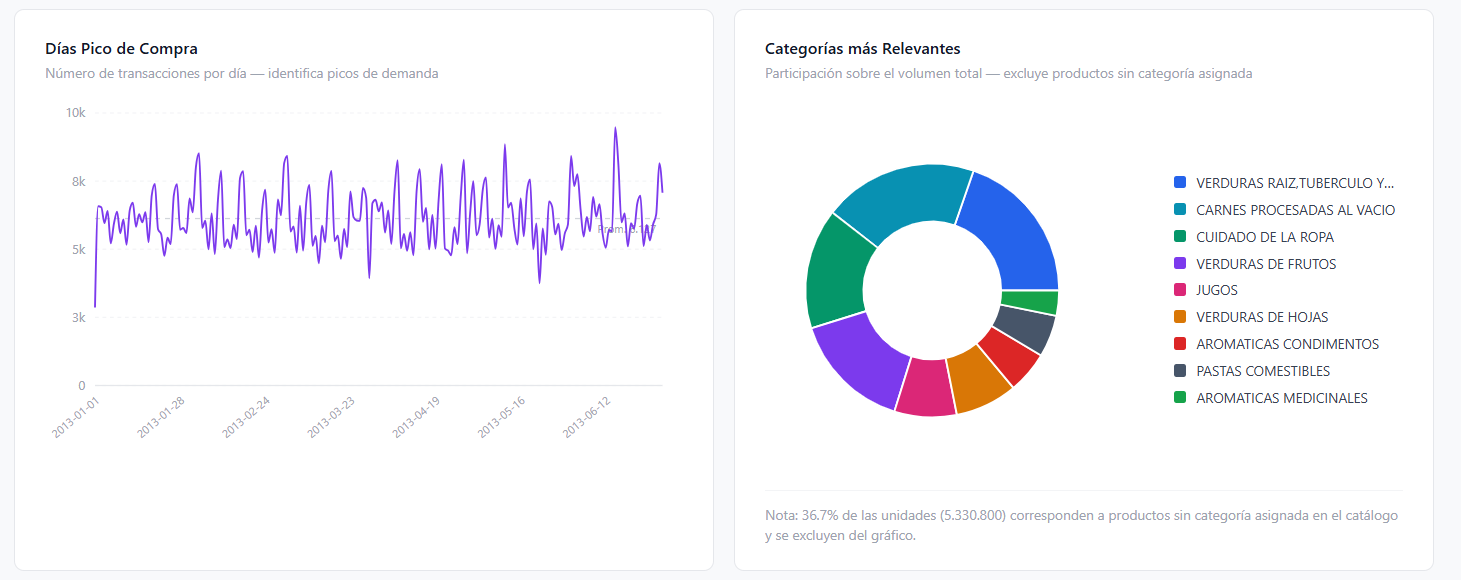 Días Pico de Compra
Número de transacciones por día — identifica picos de demanda
10k
8k
5k
3k
0
2013-01-01
2013-01-28
2013-02-24
2013-03-23
2013-04-19
2013-05-16
2013-06-12
Categorías más Relevantes
Participación sobre el volumen total — excluye productos sin categoría asignada
VERDURAS RAIZ,TUBERCULO Y...
CARNES PROCESADAS AL VACIO
CUIDADO DE LA ROPA
VERDURAS DE FRUTOS
JUGOS
VERDURAS DE HOJAS
AROMATICAS CONDIMENTOS
PASTAS COMESTIBLES
AROMATICAS MEDICINALES
Nota: 36.7% de las unidades (5.330.800) corresponden a productos sin categoría asignada en el catálogo
y se excluyen del gráfico.